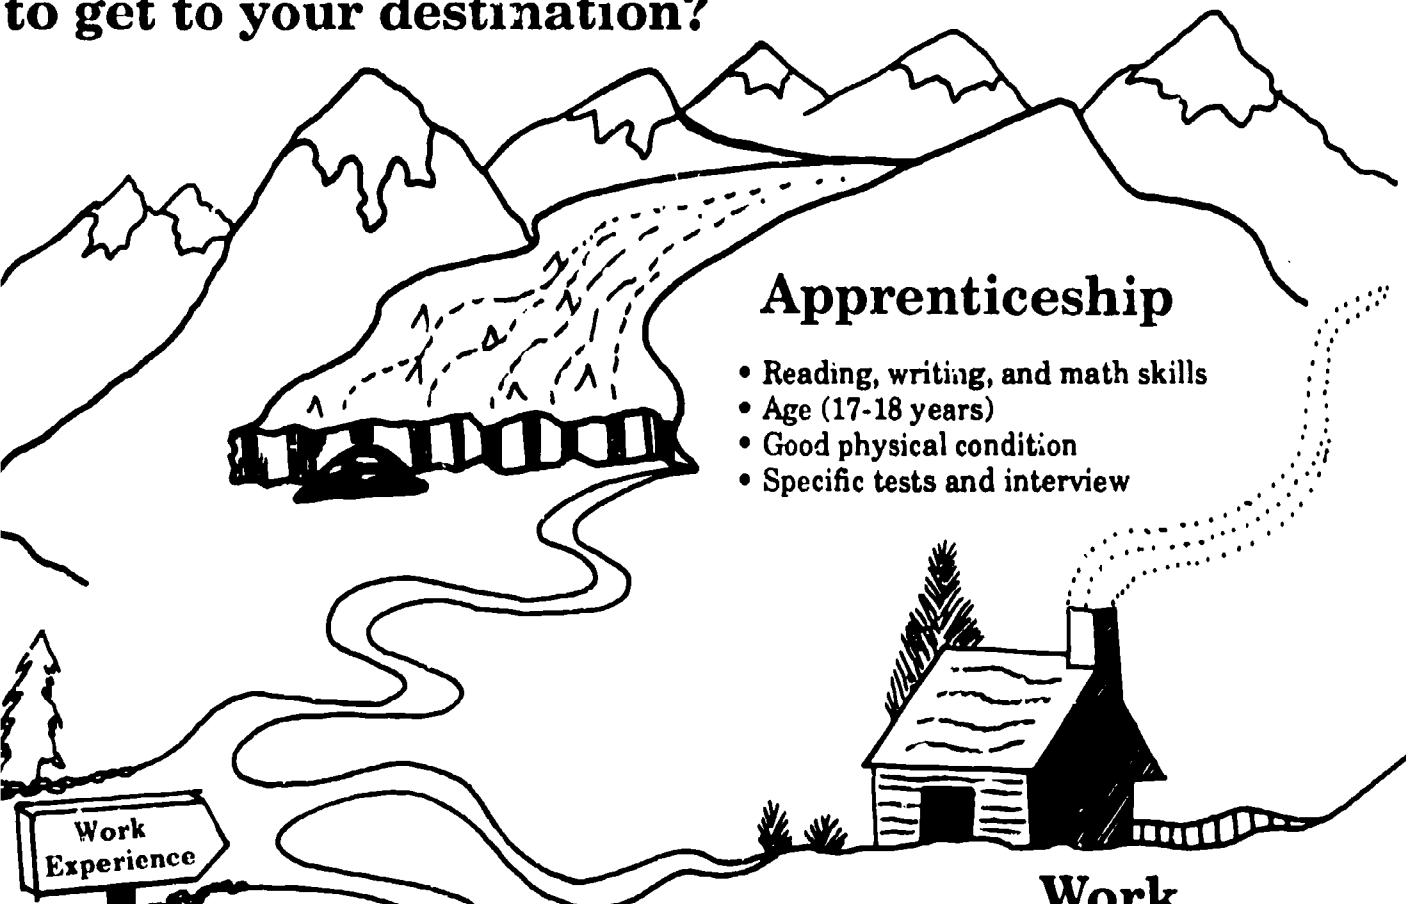 to get to your destination?
Apprenticeship
• Reading, writing, and math skills
• Age (17-18 years)
• Good physical condition
• Specific tests and interview
Work
Experience
Work